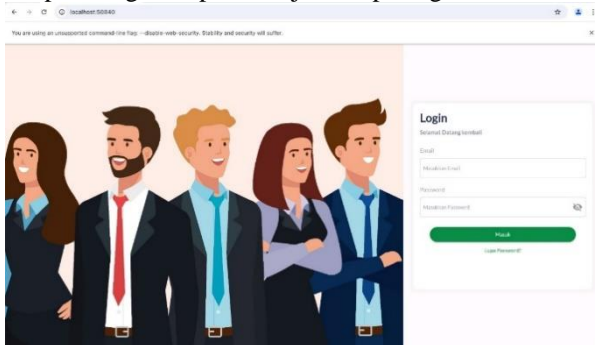 localhost:50840
You are using an unsupported command-line flag: --disable-web-security. Stability and security will suffer.
Login
Selamat Datang kembali
Email
Masukkan Email
Password
Masukkan Password
Masuk
Lupa Password?